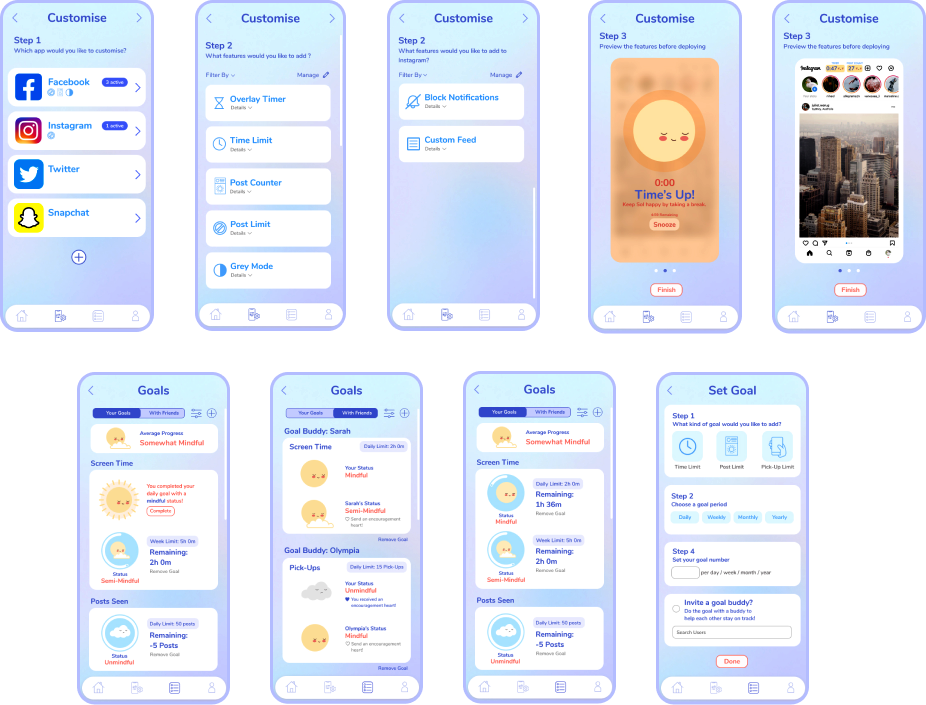 Customise
Step 1
Which app would you like to customise?
Facebook
3 active
Instagram
1 active
Twitter
Snapchat
Customise
Step 2
What features would you like to add ?
Filter By
Manage
Overlay Timer
Details
Time Limit
Details
Post Counter
Details
Post Limit
Details
Grey Mode
Details
Customise
Step 2
What features would you like to add to
Instagram?
Filter By
Manage
Block Notifications
Details
Custom Feed
Details
Customise
Step 3
Preview the features before deploying
0:00
Time's Up!
Keep Sol happy by taking a break.
Snooze
Finish
Customise
Step 3
Preview the features before deploying
Instagram
0:47
27
Finish
Goals
Your Goals
With Friends
Average Progress
Somewhat Mindful
Screen Time
You completed your
daily goal with a
mindful status!
Complete
Week Limit: 5h 0m
Remaining:
2h 0m
Remove Goal
Status
Semi-Mindful
Posts Seen
Daily Limit: 50 posts
Remaining:
-5 Posts
Remove Goal
Status
Unmindful
Goals
Your Goals
With Friends
Goal Buddy: Sarah
Screen Time
Daily Limit: 2h 0m
Your Status
Mindful
Sarah's Status
Semi-Mindful
Send an encouragement
heart!
Remove Goal
Goal Buddy: Olympia
Pick-Ups
Daily Limit: 15 Pick-Ups
Your Status
Unmindful
You received an
encouragement heart!
Olympia's Status
Mindful
Send an encouragement
heart!
Remove Goal
Goals
Your Goals
With Friends
Average Progress
Somewhat Mindful
Screen Time
Daily Limit: 2h 0m
Remaining:
1h 36m
Remove Goal
Status
Mindful
Week Limit: 5h 0m
Remaining:
2h 0m
Remove Goal
Status
Semi-Mindful
Posts Seen
Daily Limit: 50 posts
Remaining:
-5 Posts
Remove Goal
Status
Unmindful
Set Goal
Step 1
What kind of goal would you like to add?
Time Limit
Post Limit
Pick-Up Limit
Step 2
Choose a goal period
Daily
Weekly
Monthly
Yearly
Step 4
Set your goal number
per day / week / month / year
Invite a goal buddy?
Do the goal with a buddy to
help each other stay on track!
Search Users
Done